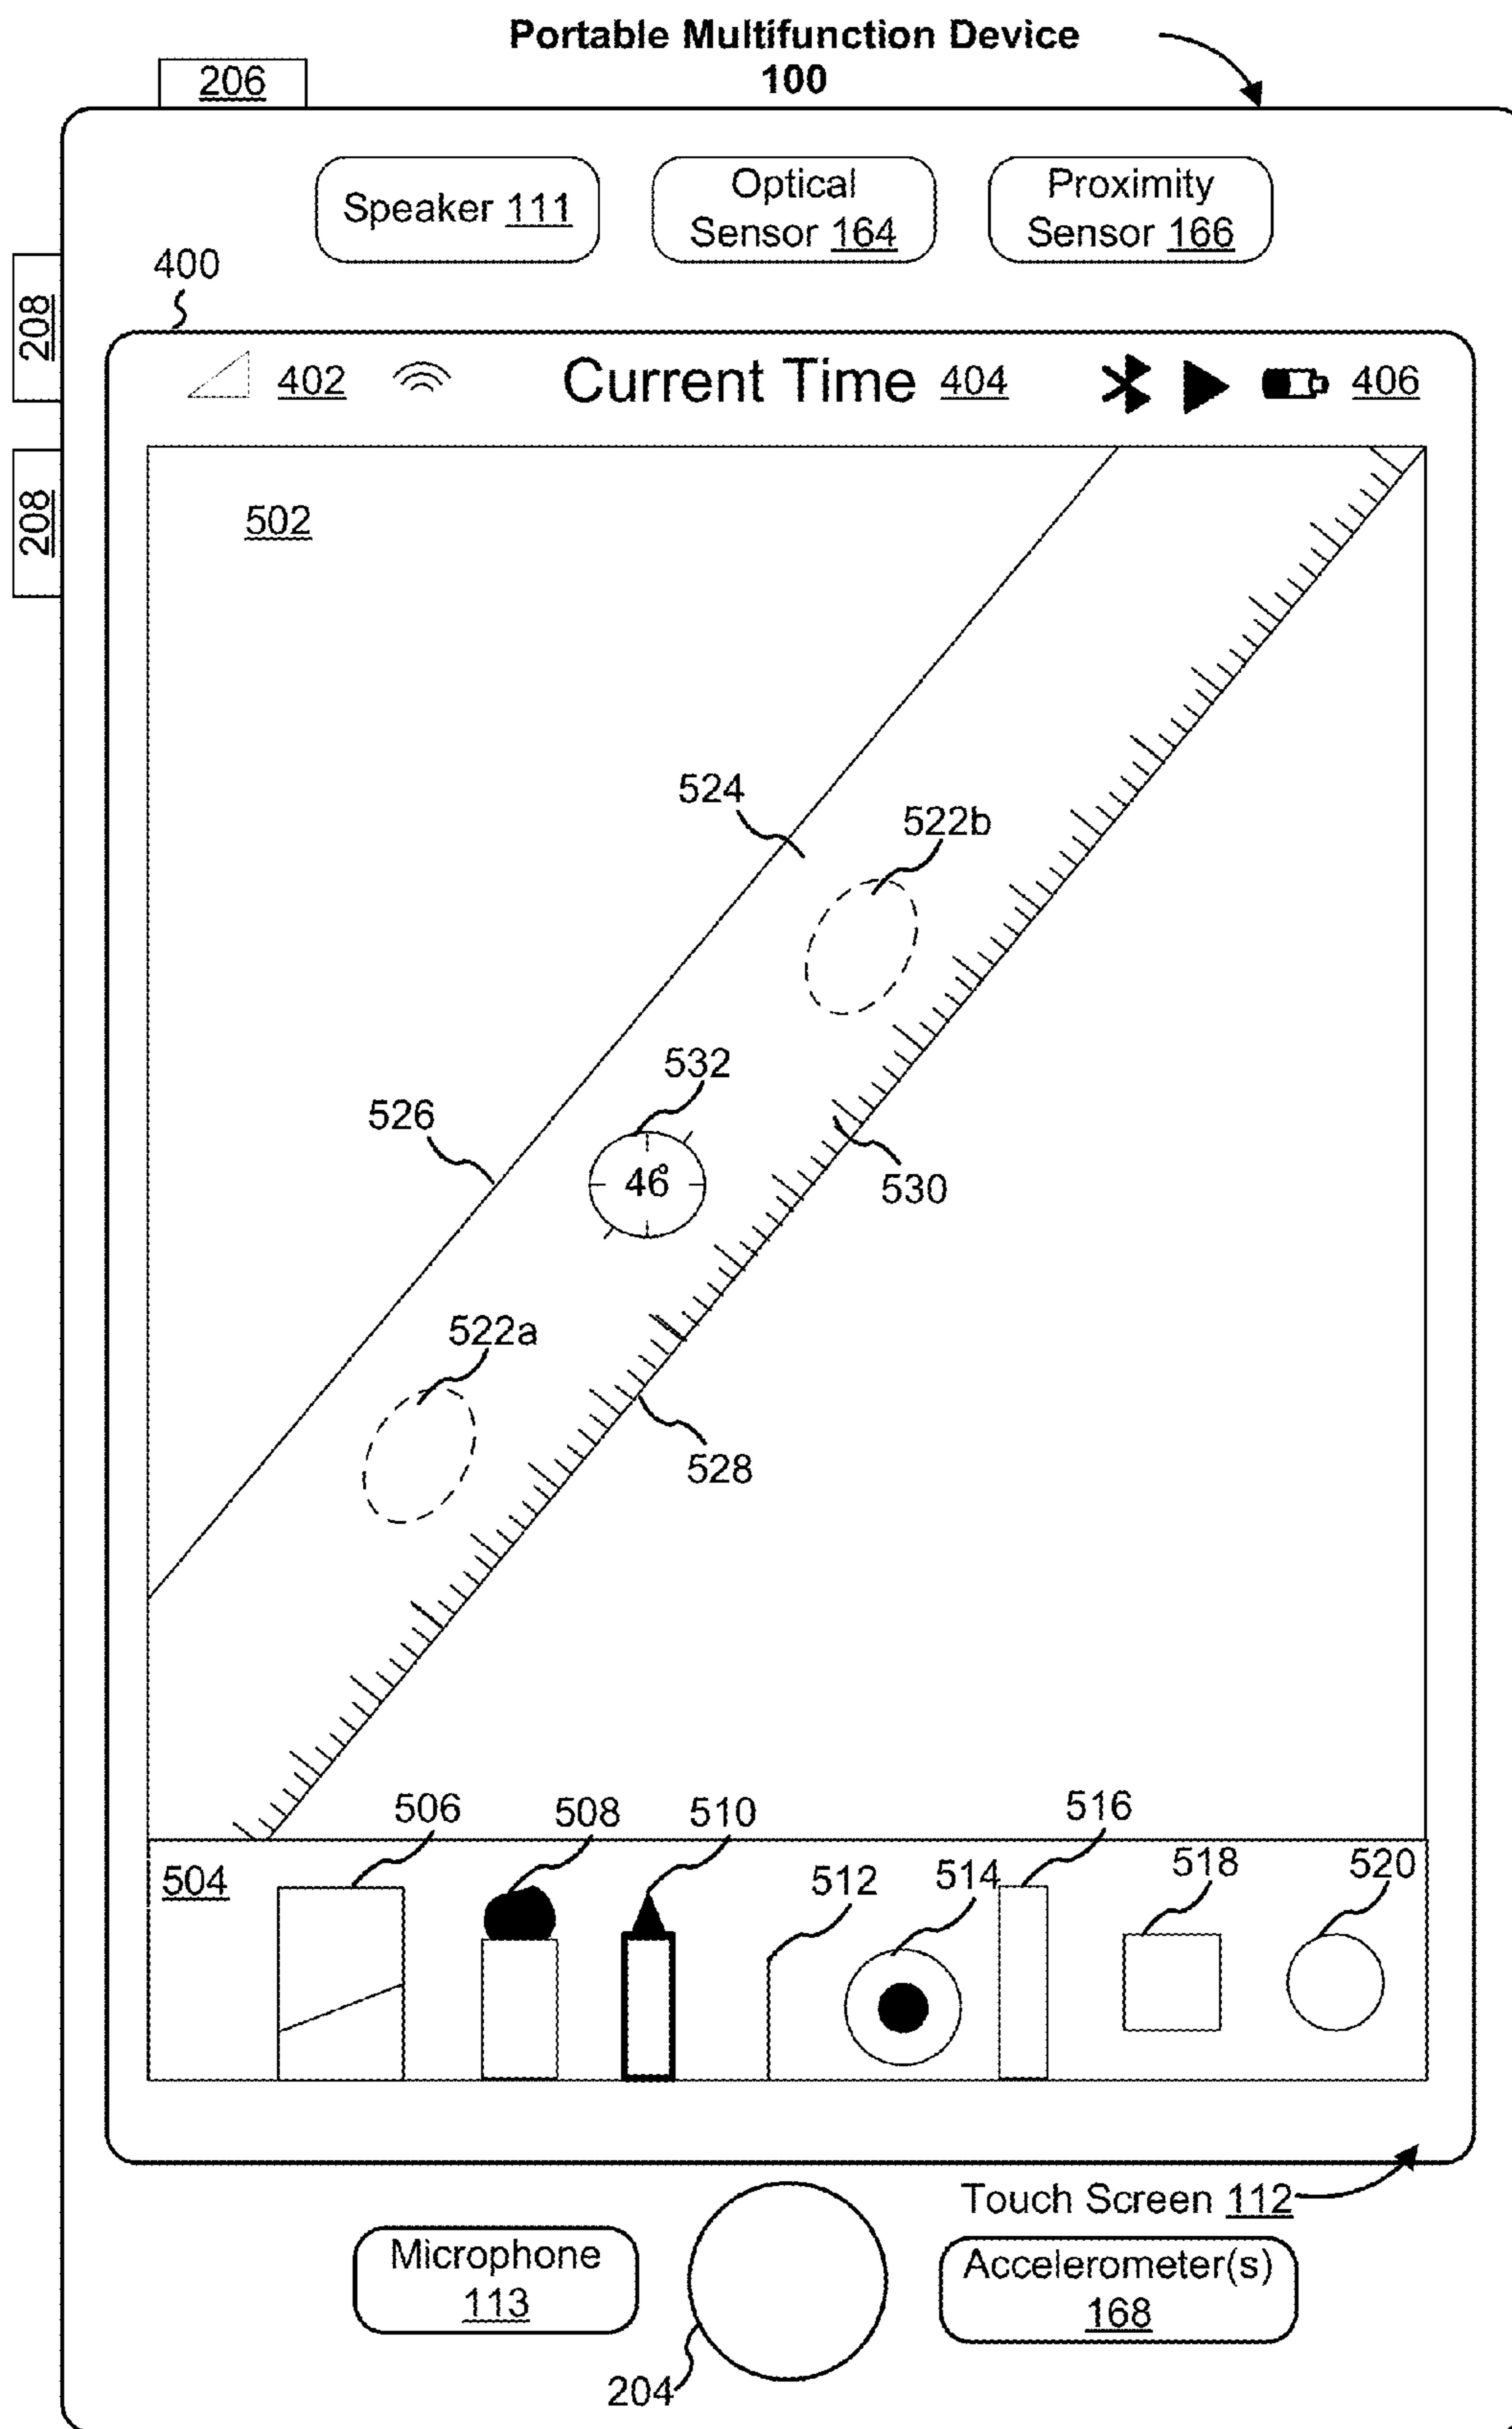 Portable Multifunction Device
100
206
Speaker 111
Optical
Sensor 164
Proximity
Sensor 166
208
400
402
Current Time 404
406
208
502
524
522b
532
526
46°
530
522a
528
506
508
510
516
504
512
514
518
520
Touch Screen 112
Microphone
113
Accelerometer(s)
168
204